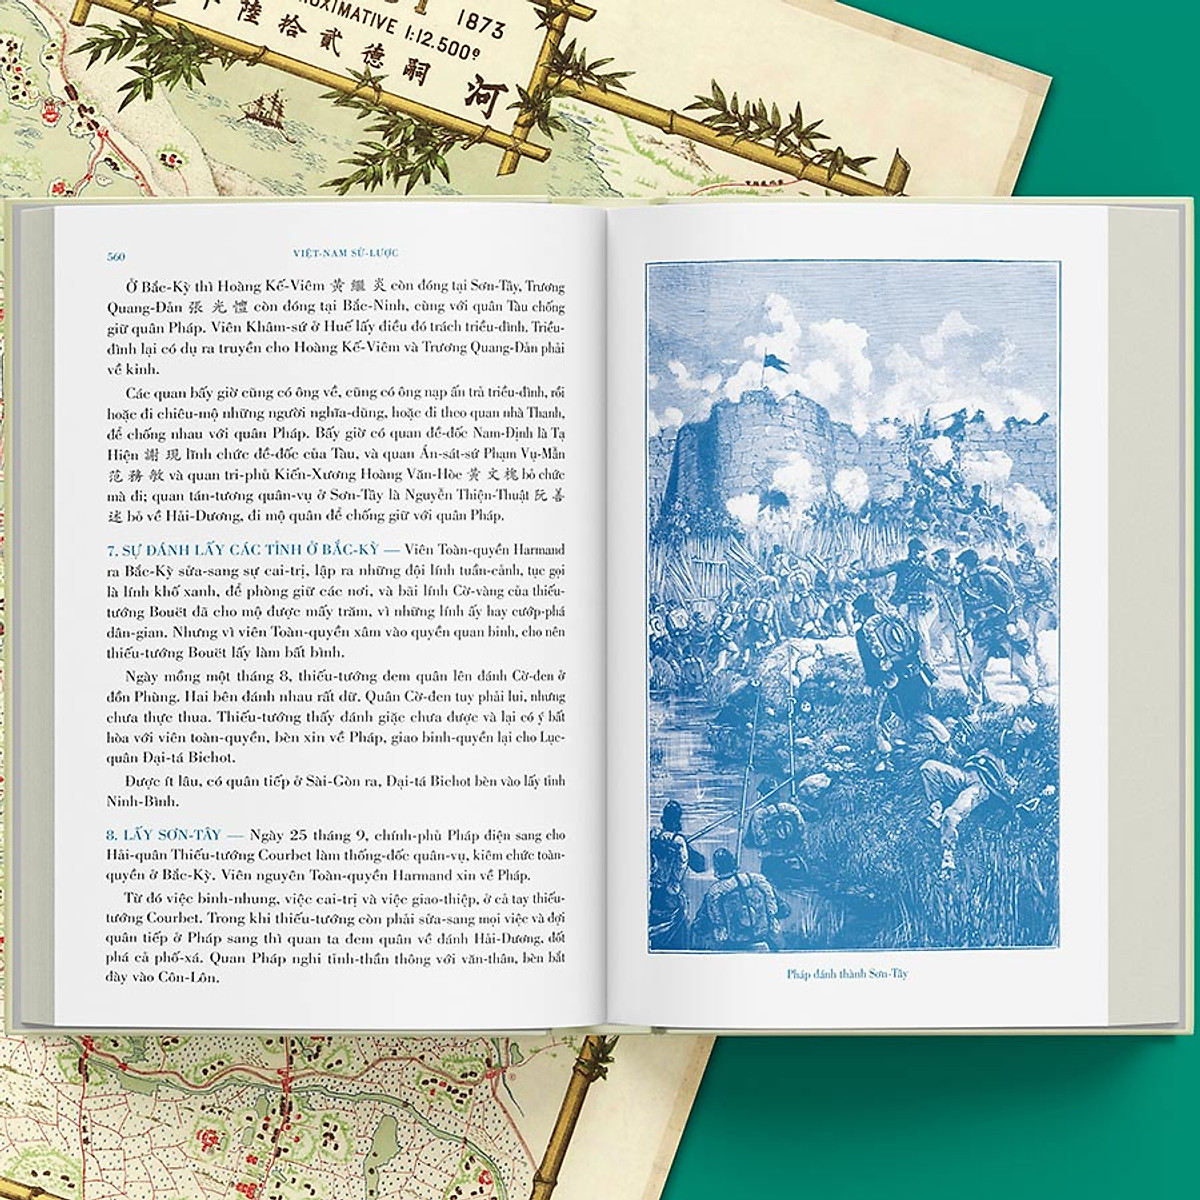 1873
1:12.500e
陸拾貳德嗣
河
560
VIỆT-NAM SỬ-LƯỢC
Ở Bắc-Kỳ thì Hoàng Kế-Viêm 黄繼炎 còn đóng tại Sơn-Tây, Trương
Quang-Đản 張光憻 còn đóng tại Bắc-Ninh, cùng với quân Tàu chống
giữ quân Pháp. Viên Khâm-sứ ở Huế lấy điều đó trách triều-đình. Triều-
đình lại có dụ ra truyền cho Hoàng Kế-Viêm và Trương Quang-Đản phải
về kinh.
Các quan bấy giờ cũng có ông về, cũng có ông nạp ấn trả triều-đình, rồi
hoặc đi chiêu-mộ những người nghĩa-dũng, hoặc đi theo quan nhà Thanh,
để chống nhau với quân Pháp. Bấy giờ có quan đề-đốc Nam-Định là Tạ
Hiện 謝現 lĩnh chức đề-đốc của Tàu, và quan Án-sát-sứ Phạm Vụ-Mẫn
范務敏 và quan tri-phủ Kiến-Xương Hoàng Văn-Hòe 黄文槐 bỏ chức
mà đi; quan tán-tương quân-vụ ở Sơn-Tây là Nguyễn Thiện-Thuật 阮善
述 bỏ về Hải-Dương, đi mộ quân để chống giữ với quân Pháp.
7. SỰ ĐÁNH LẤY CÁC TỈNH Ở BẮC-KỲ — Viên Toàn-quyền Harmand
ra Bắc-Kỳ sửa-sang sự cai-trị, lập ra những đội lính tuần-cảnh, tục gọi
là lính khố xanh, để phòng giữ các nơi, và bãi lính Cờ-vàng của thiếu-
tướng Bouët đã cho mộ được mấy trăm, vì những lính ấy hay cướp-phá
dân-gian. Nhưng vì viên Toàn-quyền xâm vào quyền quan binh, cho nên
thiếu-tướng Bouët lấy làm bất bình.
Ngày mồng một tháng 8, thiếu-tướng đem quân lên đánh Cờ-đen ở
đồn Phùng. Hai bên đánh nhau rất dữ. Quân Cờ-đen tuy phải lui, nhưng
chưa thực thua. Thiếu-tướng thấy đánh giặc chưa được và lại có ý bất
hòa với viên toàn-quyền, bèn xin về Pháp, giao binh-quyền lại cho Lục-
quân Đại-tá Bichot.
Được ít lâu, có quân tiếp ở Sài-Gòn ra, Đại-tá Bichot bèn vào lấy tỉnh
Ninh-Bình.
8. LẤY SƠN-TÂY — Ngày 25 tháng 9, chính-phủ Pháp điện sang cho
Hải-quân Thiếu-tướng Courbet làm thống-đốc quân-vụ, kiêm chức toàn-
quyền ở Bắc-Kỳ. Viên nguyên Toàn-quyền Harmand xin về Pháp.
Từ đó việc binh-nhung, việc cai-trị và việc giao-thiệp, ở cả tay thiếu-
tướng Courbet. Trong khi thiếu-tướng còn phải sửa-sang mọi việc và đợi
quân tiếp ở Pháp sang thì quan ta đem quân về đánh Hải-Dương, đốt
phá cả phố-xá. Quan Pháp nghi tỉnh-thần thông với văn-thân, bèn bắt
đày vào Côn-Lôn.
Pháp đánh thành Sơn-Tây